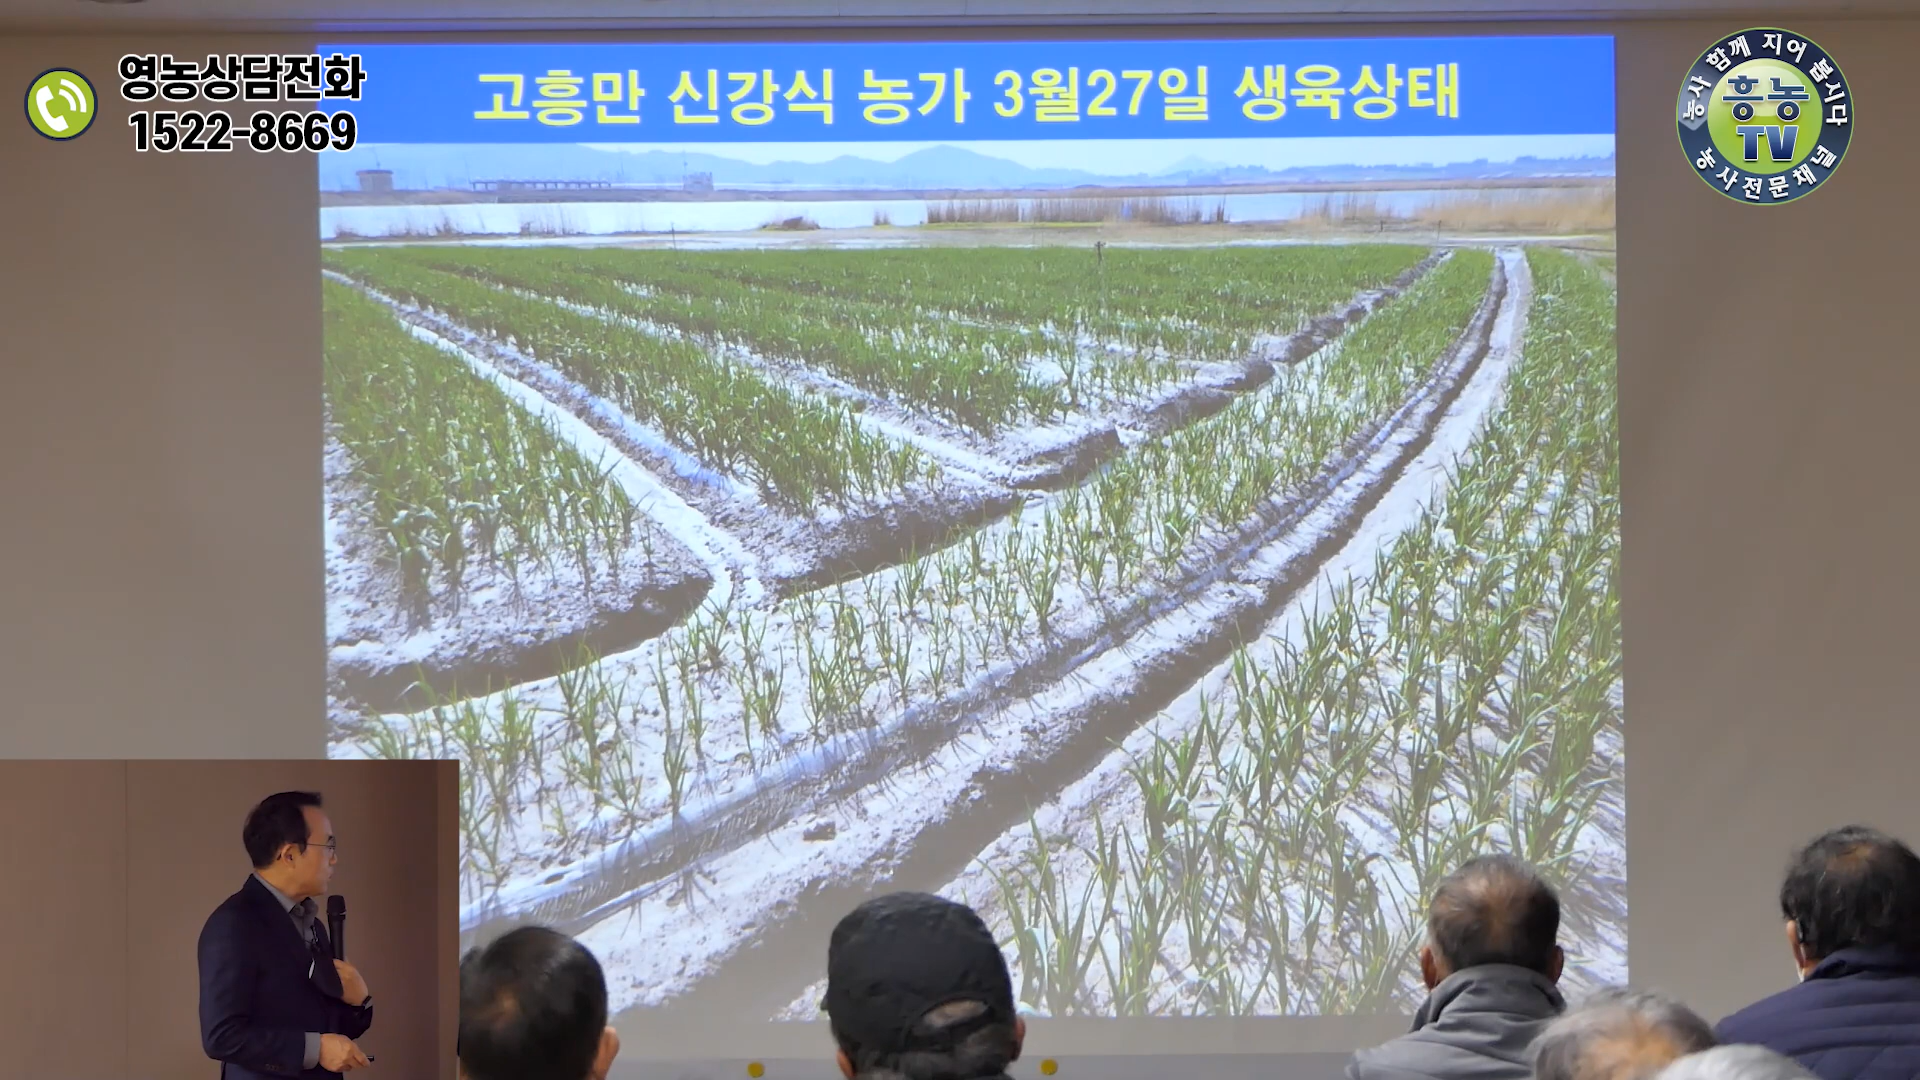 영농상담전화
1522-8669
고흥만 신강식 농가 3월27일 생육상태
농사 함께 지어 봅시다
흥농
TV
농사전문채널